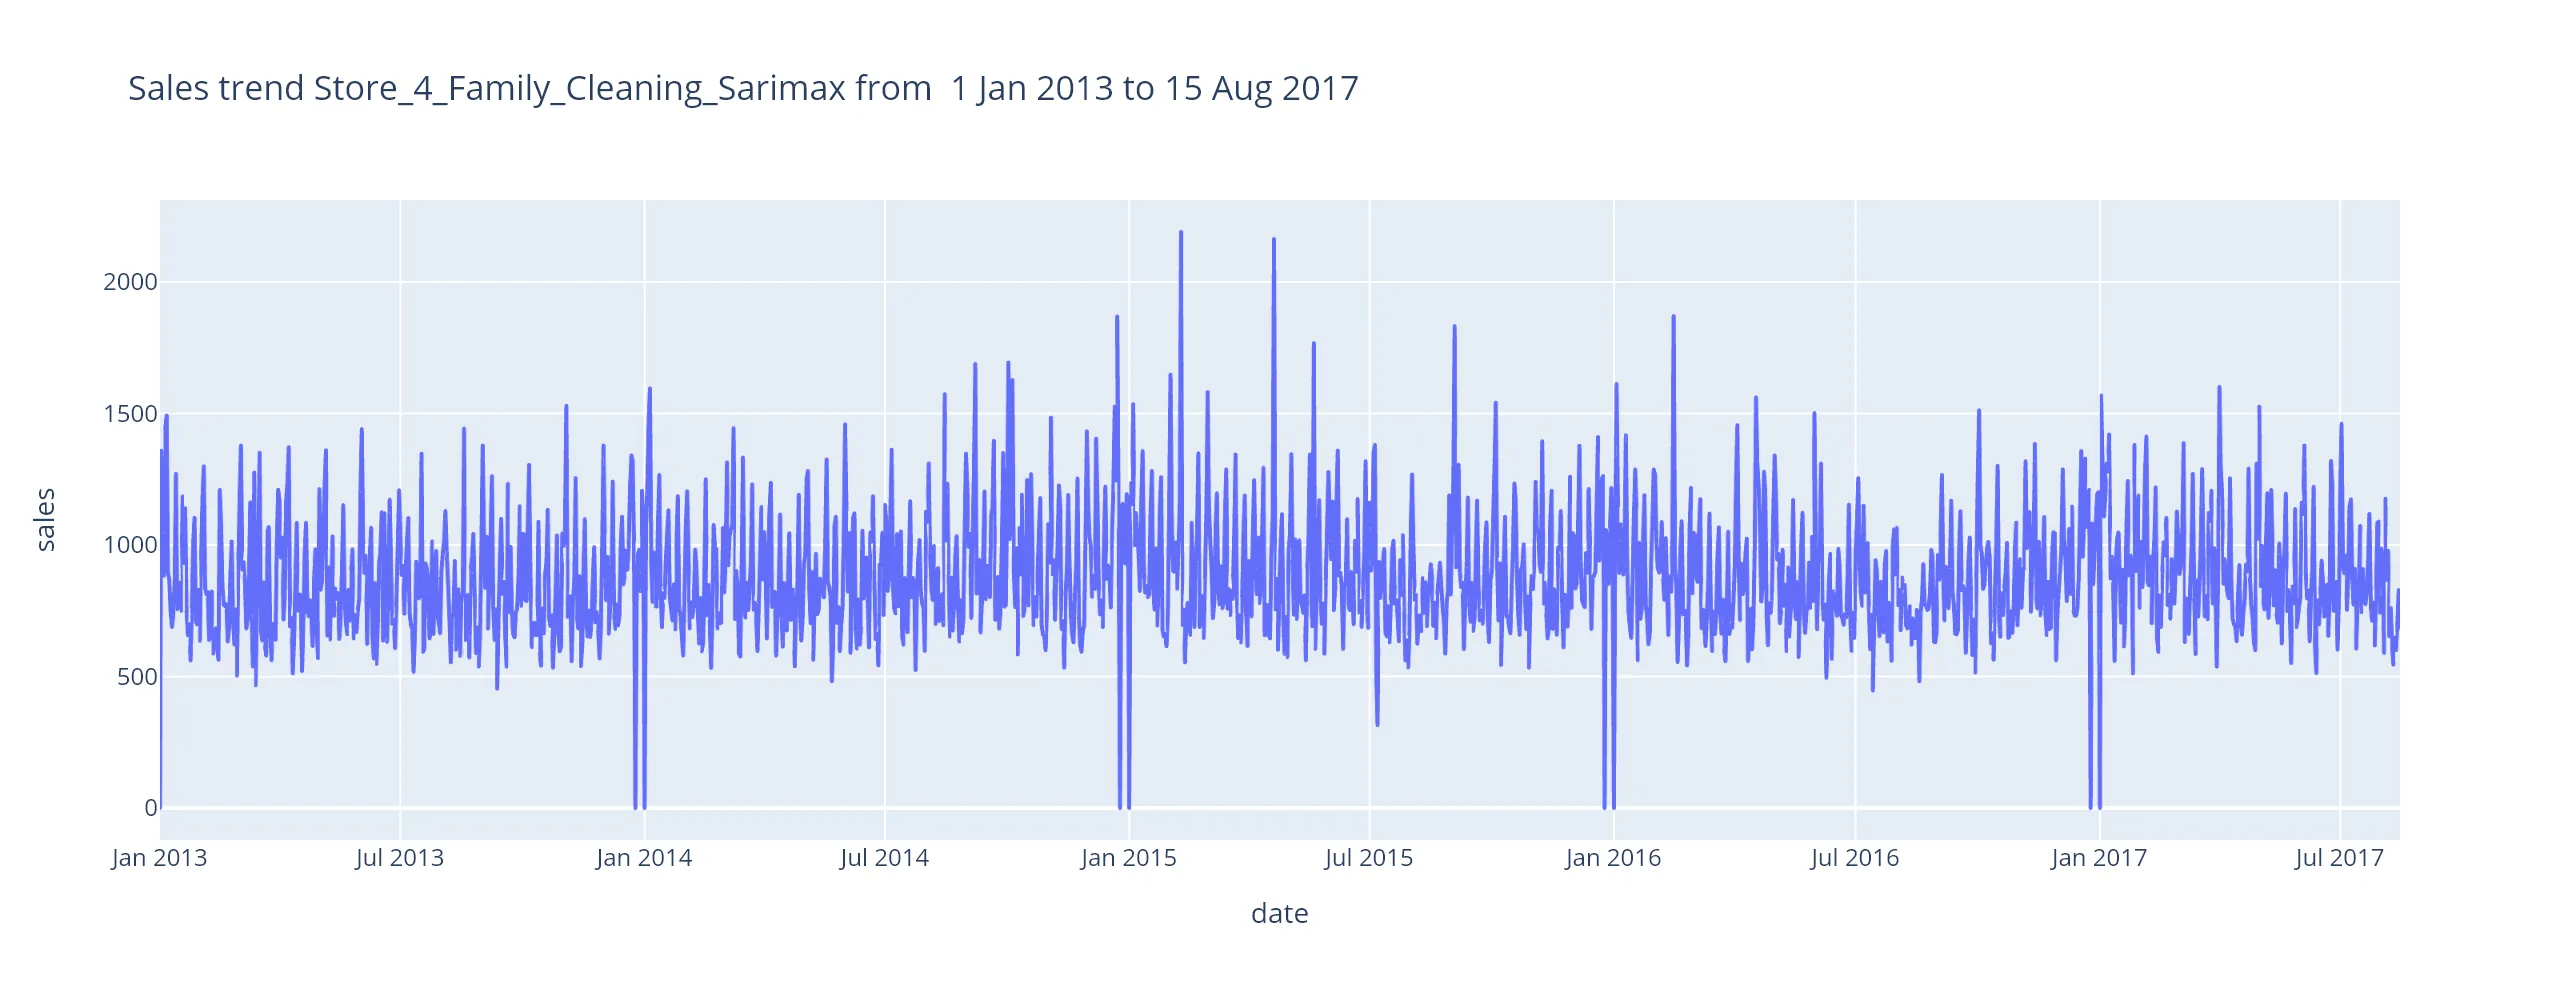 Sales trend Store_4_Family_Cleaning_Sarimax from  1 Jan 2013 to 15 Aug 2017
sales
2000
1500
1000
500
0
Jan 2013 Jul 2013 Jan 2014 Jul 2014 Jan 2015 Jul 2015 Jan 2016 Jul 2016 Jan 2017 Jul 2017
date